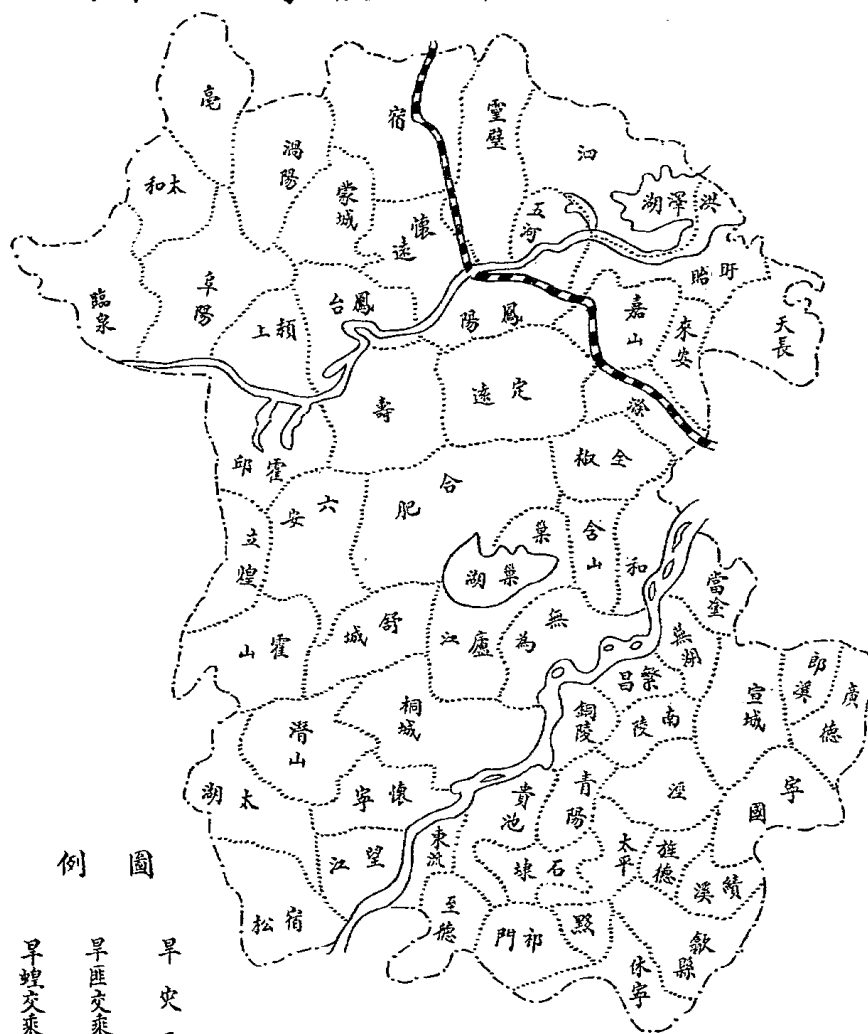 亳
宿
靈璧
泗
渦陽
太和
蒙城
懷遠
五河
洪澤湖
盱眙
臨泉
阜陽
潁上
鳳台
鳳陽
嘉山
來安
天長
滁
壽
定遠
霍邱
全椒
六安
合肥
立煌
巢
巢湖
含山
和
當塗
霍山
舒城
廬江
無為
蕪湖
繁昌
宣城
郎溪
廣德
桐城
銅陵
南陵
潛山
太湖
懷寧
貴池
青陽
涇
寧國
望江
東流
石埭
太平
旌德
績溪
宿松
至德
祁門
黟
休寧
歙縣
圖例
旱災
旱匪交乘
旱蝗交乘